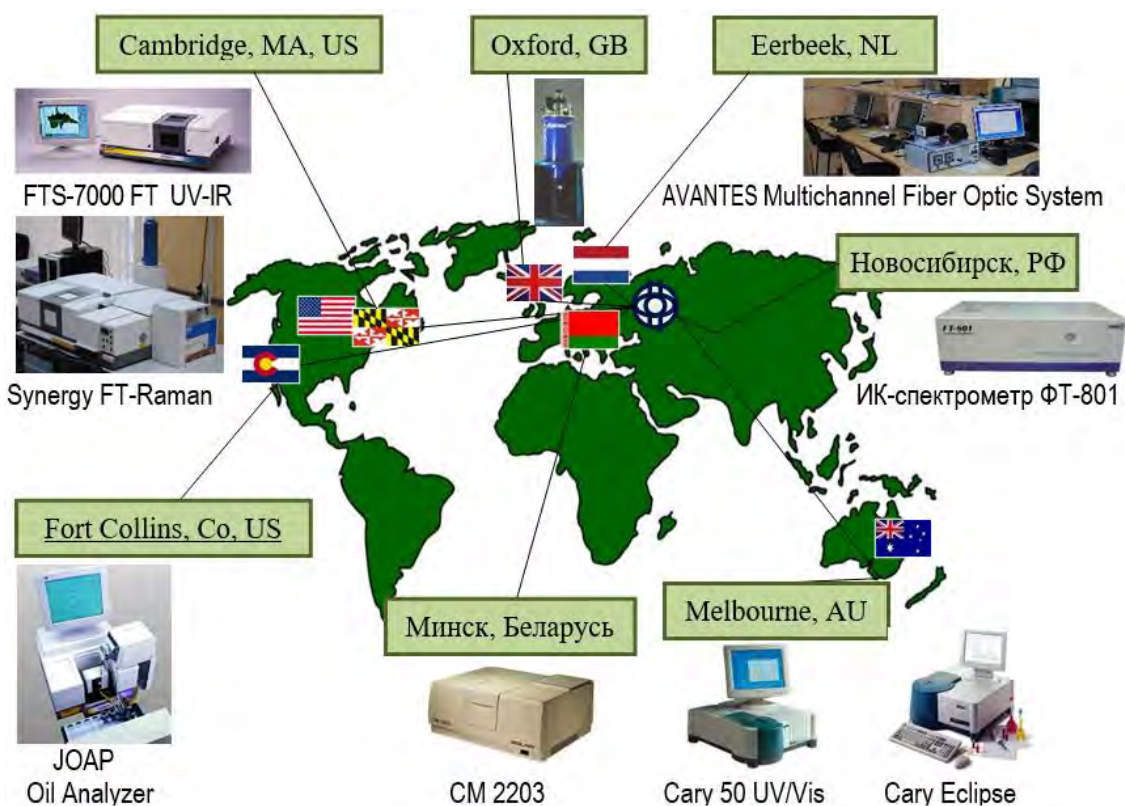 Cambridge, MA, US
Oxford, GB
Eerbeek, NL
FTS-7000 FT UV-IR
AVANTES Multichannel Fiber Optic System
Новосибирск, РФ
FT-801
Synergy FT-Raman
ИК-спектрометр ФТ-801
Fort Collins, Co, US
Минск, Беларусь
Melbourne, AU
JOAP
Oil Analyzer
CM 2203
Cary 50 UV/Vis
Cary Eclipse